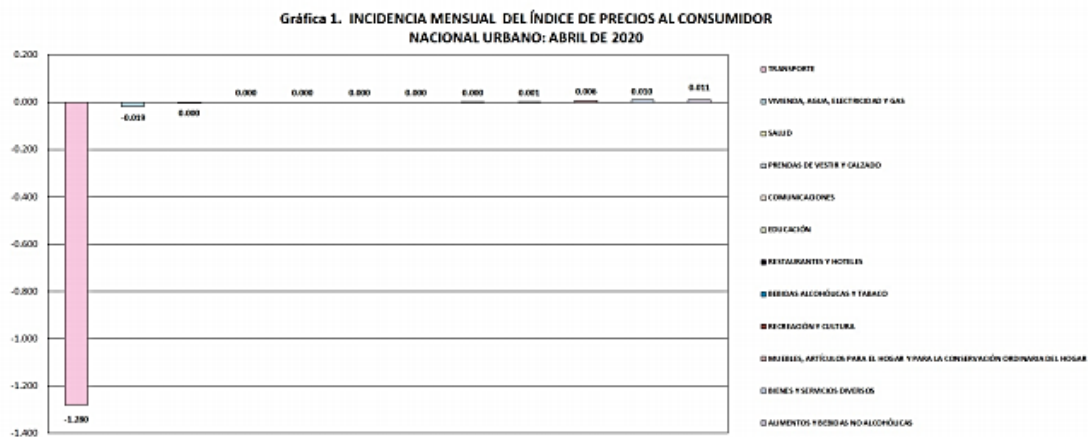 Gráfica 1. INCIDENCIA MENSUAL DEL ÍNDICE DE PRECIOS AL CONSUMIDOR
NACIONAL URBANO: ABRIL DE 2020
0.200
0.000
-0.200
-0.400
-0.600
-0.800
-1.000
-1.200
-1.400
-1.280
-0.019
0.000
0.000
0.000
0.000
0.000
0.000
0.001
0.006
0.010
0.011
TRANSPORTE
VIVIENDA, AGUA, ELECTRICIDAD Y GAS
SALUD
PRENDAS DE VESTIR Y CALZADO
COMUNICACIONES
EDUCACIÓN
RESTAURANTES Y HOTELES
BEBIDAS ALCOHÓLICAS Y TABACO
RECREACIÓN Y CULTURA
MUEBLES, ARTÍCULOS PARA EL HOGAR Y PARA LA CONSERVACIÓN ORDINARIA DEL HOGAR
BIENES Y SERVICIOS DIVERSOS
ALIMENTOS Y BEBIDAS NO ALCOHÓLICAS